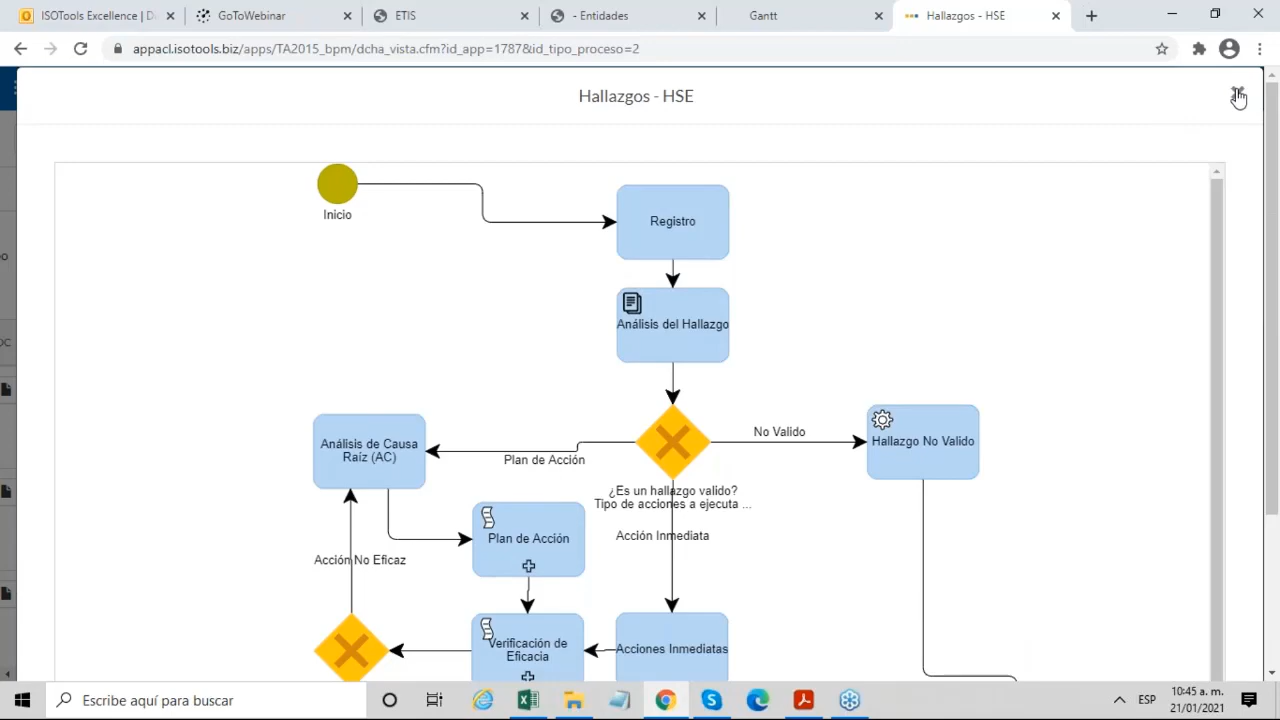 ISOTools Excellence | D
GoToWebinar
ETIS
- Entidades
Gantt
Hallazgos - HSE
appacl.isotools.biz/apps/TA2015_bpm/dcha_vista.cfm?id_app=1787&id_tipo_proceso=2
Hallazgos - HSE
Inicio
Registro
Análisis del Hallazgo
No Valido
Hallazgo No Valido
Análisis de Causa
Raíz (AC)
Plan de Acción
¿Es un hallazgo valido?
Tipo de acciones a ejecuta ...
Plan de Acción
Acción Inmediata
Acción No Eficaz
Verificación de
Eficacia
Acciones Inmediatas
Escribe aquí para buscar
ESP
10:45 a. m.
21/01/2021